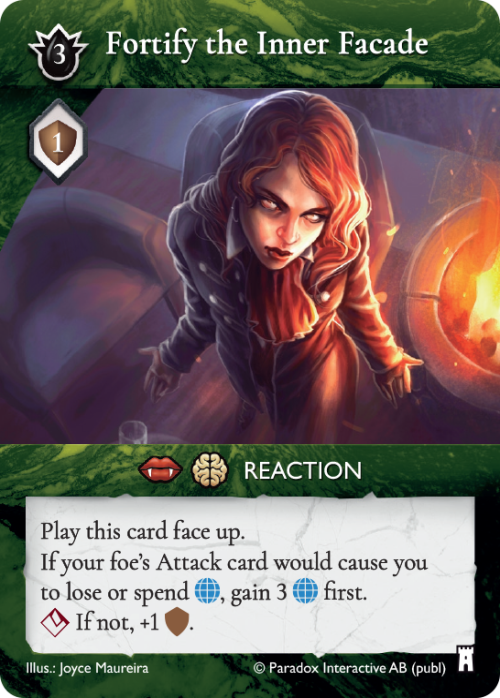 3
Fortify the Inner Facade
1
REACTION
Play this card face up.
If your foe's Attack card would cause you
to lose or spend , gain 3 first.
If not, +1 .
Illus.: Joyce Maureira
© Paradox Interactive AB (publ)